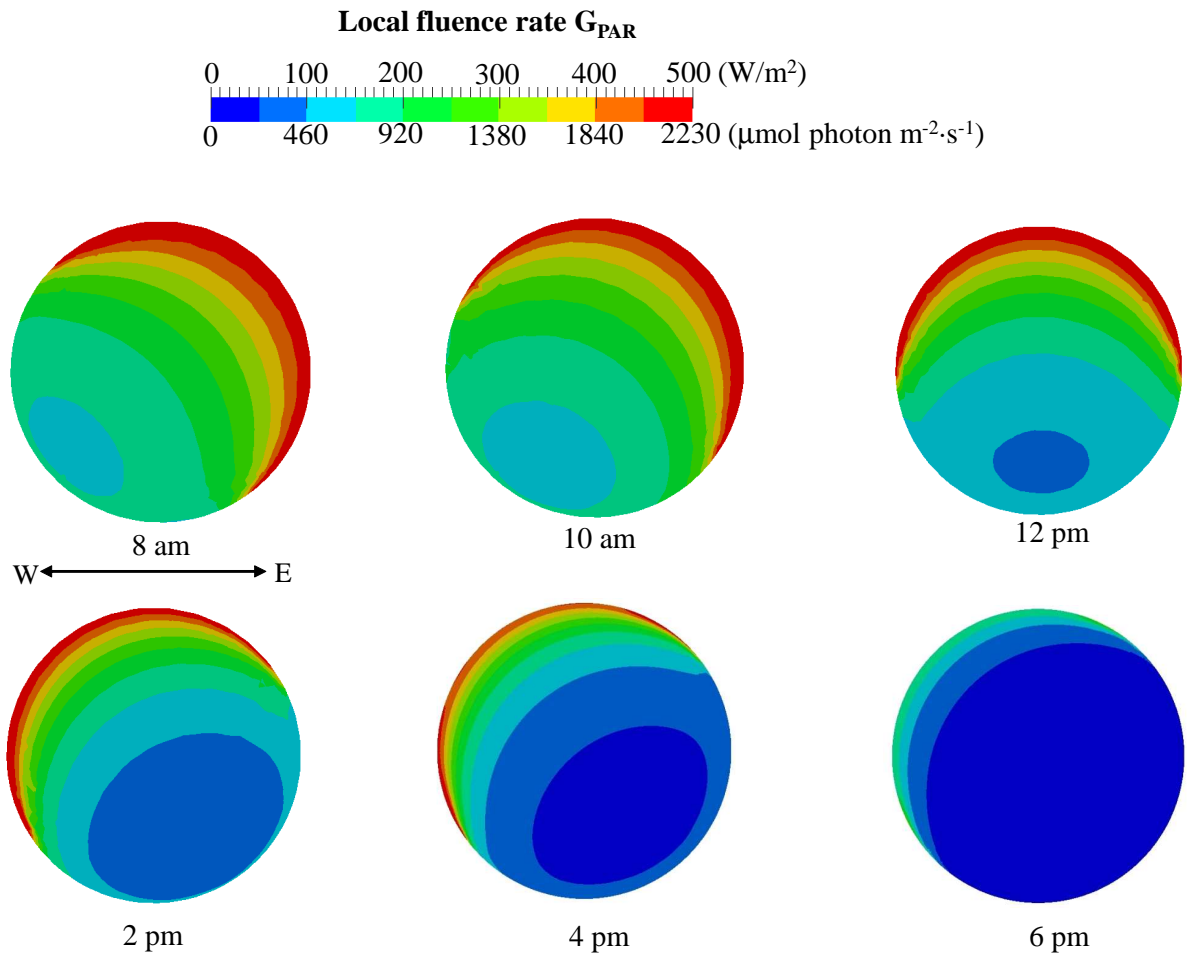 Local fluence rate G_PAR
0 100 200 300 400 500 (W/m²)
0 460 920 1380 1840 2230 (μmol photon m⁻²·s⁻¹)
8 am 10 am 12 pm
W E
2 pm 4 pm 6 pm